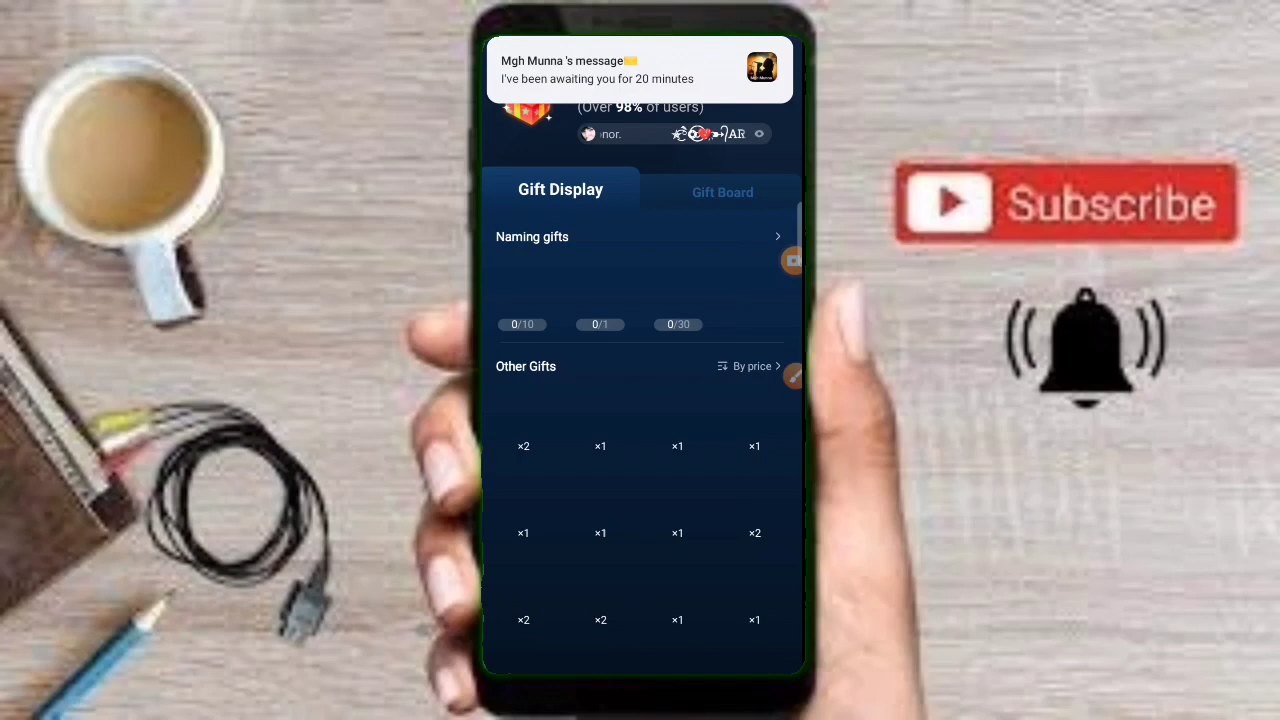 Mgh Munna 's message
I've been awaiting you for 20 minutes
(Over 98% of users)
nor.
Gift Display
Gift Board
Naming gifts
0/10 0/1 0/30
Other Gifts
By price
×2 ×1 ×1 ×1
×1 ×1 ×1 ×2
×2 ×2 ×1 ×1
Subscribe